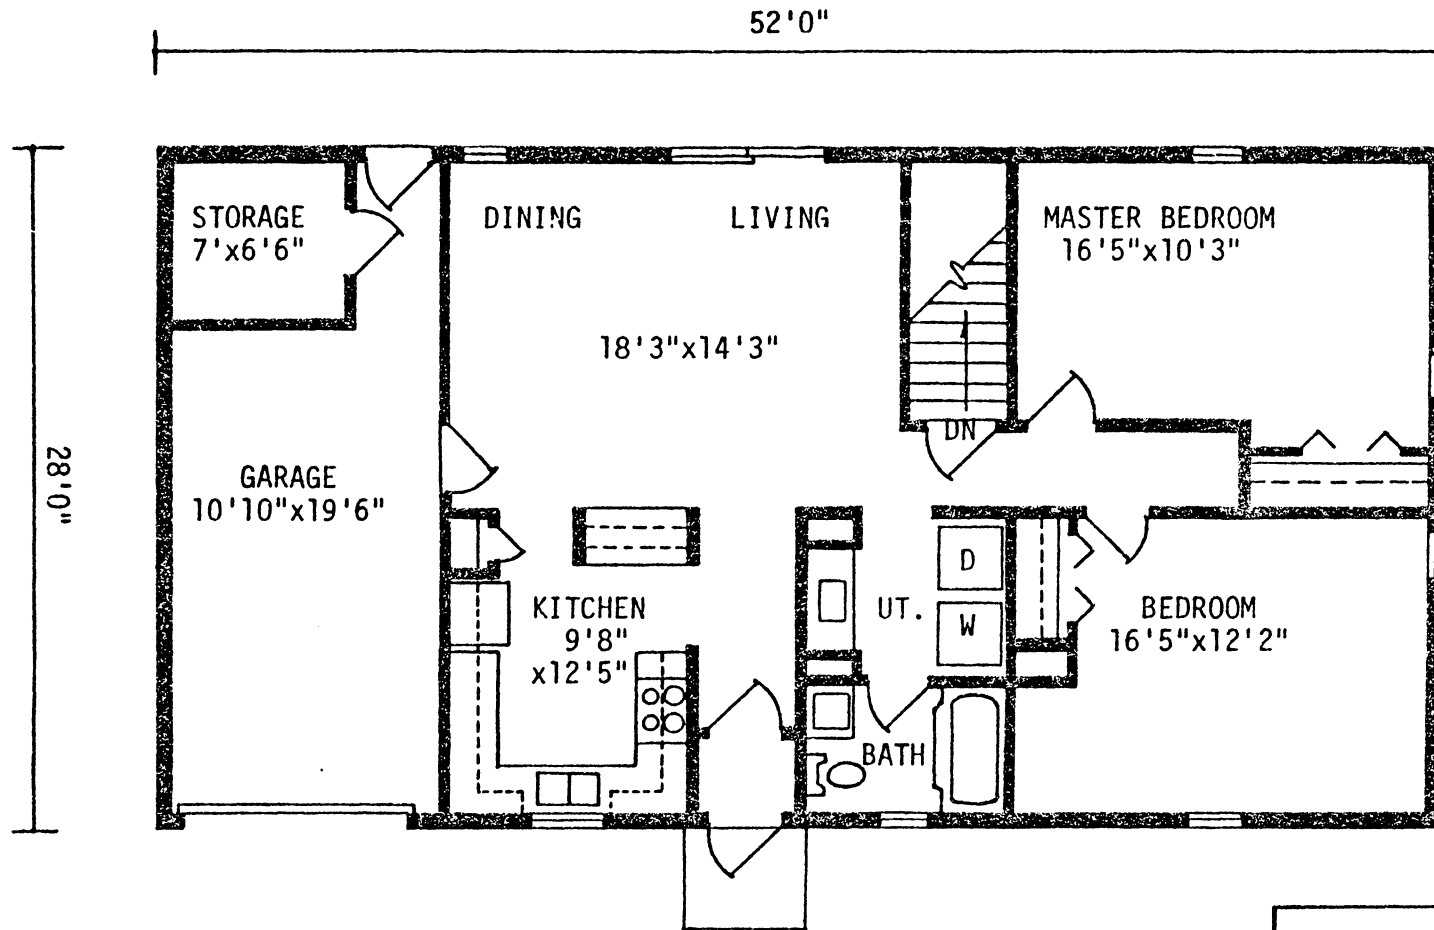 52'0"
STORAGE
7'x6'6"
DINING
LIVING
MASTER BEDROOM
16'5"x10'3"
18'3"x14'3"
DN
28'0"
GARAGE
10'10"x19'6"
D
W
UT.
KITCHEN
9'8"
x12'5"
BEDROOM
16'5"x12'2"
BATH